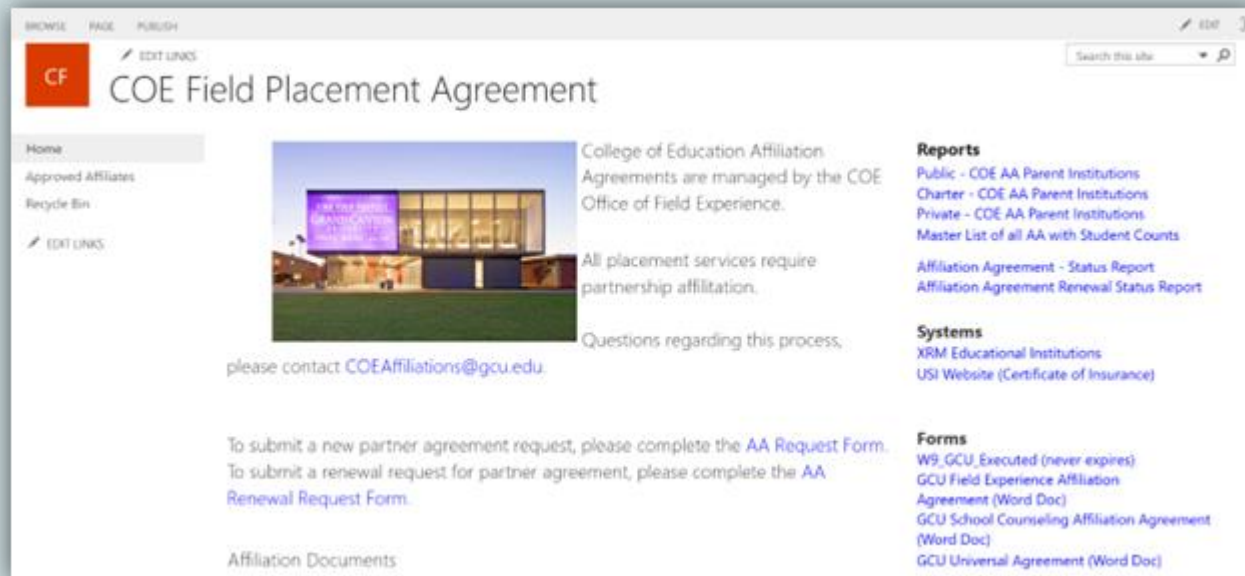 BROWSE PAGE PUBLISH
EDIT
EDIT LINKS
Search this site
CF
COE Field Placement Agreement
Home
Approved Affiliates
Recycle Bin
EDIT LINKS
GRAND CANYON
College of Education Affiliation
Agreements are managed by the COE
Office of Field Experience.
All placement services require
partnership affilitation.
Questions regarding this process,
please contact COEAffiliations@gcu.edu.
To submit a new partner agreement request, please complete the AA Request Form.
To submit a renewal request for partner agreement, please complete the AA
Renewal Request Form.
Affiliation Documents
Reports
Public - COE AA Parent Institutions
Charter - COE AA Parent Institutions
Private - COE AA Parent Institutions
Master List of all AA with Student Counts
Affiliation Agreement - Status Report
Affiliation Agreement Renewal Status Report
Systems
XRM Educational Institutions
USI Website (Certificate of Insurance)
Forms
W9_GCU_Executed (never expires)
GCU Field Experience Affiliation
Agreement (Word Doc)
GCU School Counseling Affiliation Agreement
(Word Doc)
GCU Universal Agreement (Word Doc)